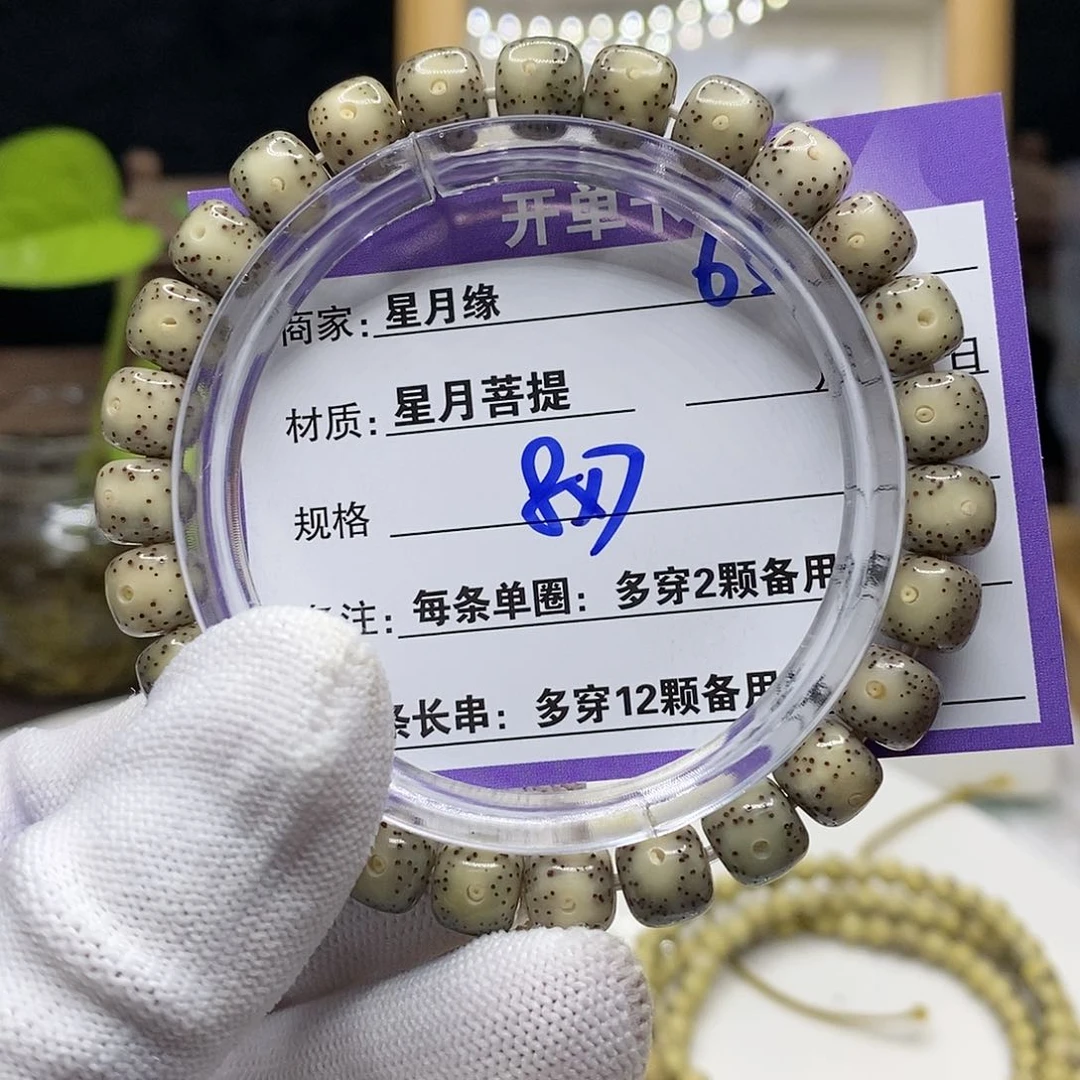 开单卡
商家: 星月缘
材质: 星月菩提
旦
规格 8x7
备注: 每条单圈: 多穿2颗备用
条长串: 多穿12颗备用